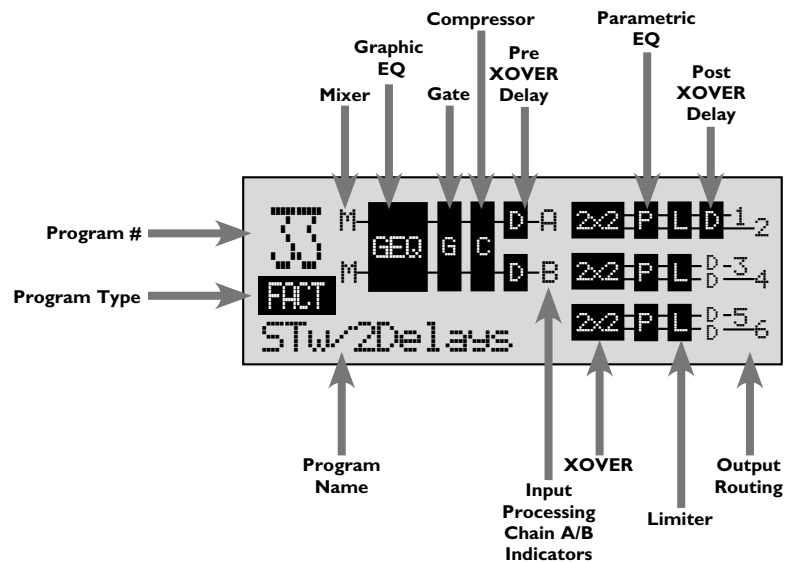 Compressor
Parametric
EQ
Graphic
EQ
Pre
XOVER
Delay
Post
XOVER
Delay
Mixer
Gate
Program #
Program Type
M
M
GEQ
G
C
D
A
D
B
2x2
P
L
D
1
2
2x2
P
L
D
D
3
4
2x2
P
L
D
D
5
6
FACT
STw/2Delays
Program
Name
XOVER
Output
Routing
Input
Processing
Chain A/B
Indicators
Limiter